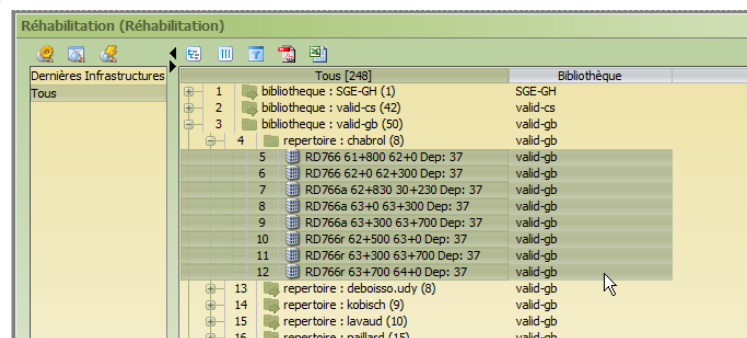 Réhabilitation (Réhabilitation)
Dernières Infrastructures
Tous
Tous [248] Bibliothèque
1 bibliotheque : SGE-GH (1) SGE-GH
2 bibliotheque : valid-cs (42) valid-cs
3 bibliotheque : valid-gb (50) valid-gb
4 repertoire : chabrol (8) valid-gb
5 RD766 61+800 62+0 Dep: 37 valid-gb
6 RD766 62+0 62+300 Dep: 37 valid-gb
7 RD766a 62+830 30+230 Dep: 37 valid-gb
8 RD766a 63+0 63+300 Dep: 37 valid-gb
9 RD766a 63+300 63+700 Dep: 37 valid-gb
10 RD766r 62+500 63+0 Dep: 37 valid-gb
11 RD766r 63+300 63+700 Dep: 37 valid-gb
12 RD766r 63+700 64+0 Dep: 37 valid-gb
13 repertoire : deboisso.udy (8) valid-gb
14 repertoire : kobisch (9) valid-gb
15 repertoire : lavaud (10) valid-gb
16 repertoire : paillard (15) valid-gb